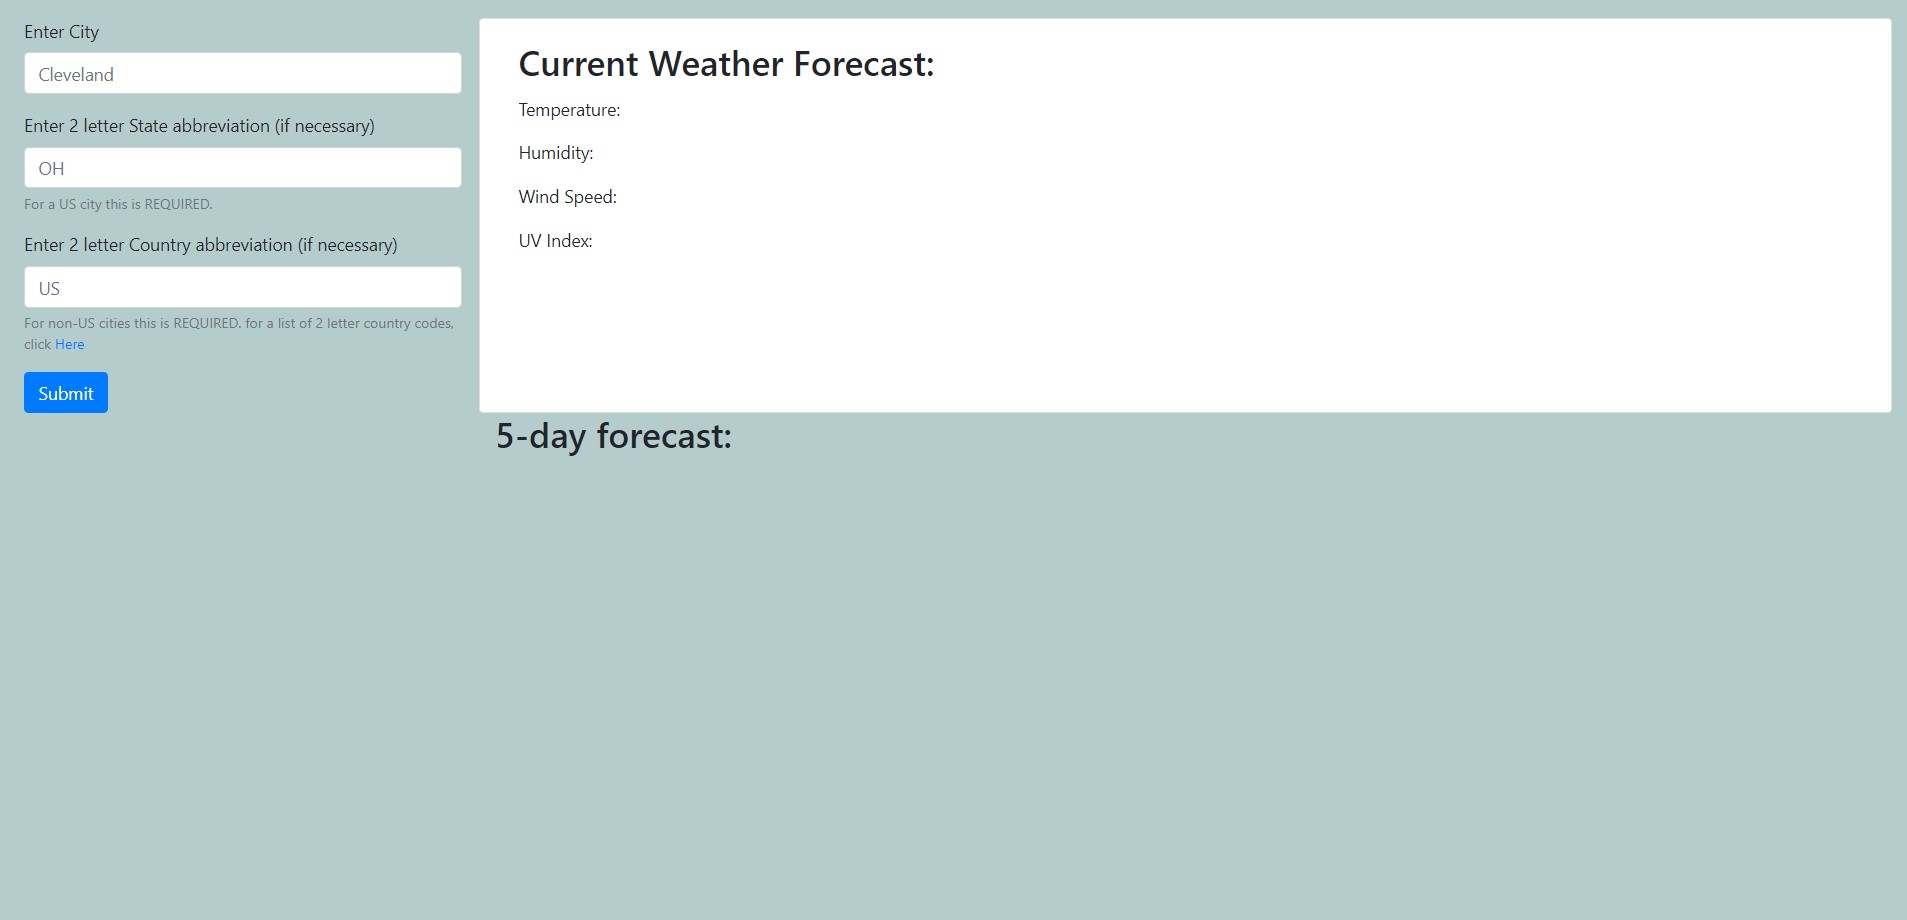 Enter City
Cleveland
Enter 2 letter State abbreviation (if necessary)
OH
For a US city this is REQUIRED.
Enter 2 letter Country abbreviation (if necessary)
US
For non-US cities this is REQUIRED. for a list of 2 letter country codes,
click Here
Submit
Current Weather Forecast:
Temperature:
Humidity:
Wind Speed:
UV Index:
5-day forecast: